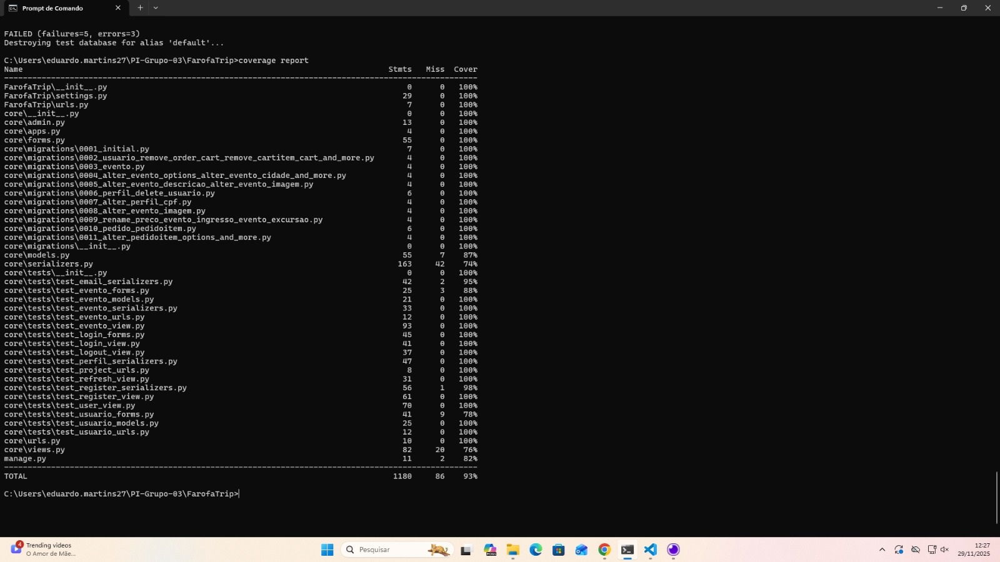 Prompt de Comando
FAILED (failures=5, errors=3)
Destroying test database for alias 'default'...
C:\Users\eduardo.martins27\PI-Grupo-03\FarofaTrip>coverage report
Name Stmts Miss Cover
FarofaTrip\__init__.py 0 0 100%
FarofaTrip\settings.py 29 0 100%
FarofaTrip\urls.py 7 0 100%
core\__init__.py 0 0 100%
core\admin.py 13 0 100%
core\apps.py 4 0 100%
core\forms.py 55 0 100%
core\migrations\0001_initial.py 7 0 100%
core\migrations\0002_usuario_remove_order_cart_remove_cartitem_cart_and_more.py 4 0 100%
core\migrations\0003_evento.py 4 0 100%
core\migrations\0004_alter_evento_options_alter_evento_cidade_and_more.py 4 0 100%
core\migrations\0005_alter_evento_descricao_alter_evento_imagem.py 4 0 100%
core\migrations\0006_perfil_delete_usuario.py 6 0 100%
core\migrations\0007_alter_perfil_cpf.py 4 0 100%
core\migrations\0008_alter_evento_imagem.py 4 0 100%
core\migrations\0009_rename_preco_evento_ingresso_evento_excursao.py 4 0 100%
core\migrations\0010_pedido_pedidoitem.py 6 0 100%
core\migrations\0011_alter_pedidoitem_options_and_more.py 4 0 100%
core\migrations\__init__.py 0 0 100%
core\models.py 55 7 87%
core\serializers.py 163 42 74%
core\tests\__init__.py 0 0 100%
core\tests\test_email_serializers.py 42 2 95%
core\tests\test_evento_forms.py 25 3 88%
core\tests\test_evento_models.py 21 0 100%
core\tests\test_evento_serializers.py 33 0 100%
core\tests\test_evento_urls.py 12 0 100%
core\tests\test_evento_view.py 93 0 100%
core\tests\test_login_forms.py 45 0 100%
core\tests\test_login_view.py 41 0 100%
core\tests\test_logout_view.py 37 0 100%
core\tests\test_perfil_serializers.py 47 0 100%
core\tests\test_project_urls.py 8 0 100%
core\tests\test_refresh_view.py 31 0 100%
core\tests\test_register_serializers.py 56 1 98%
core\tests\test_register_view.py 61 0 100%
core\tests\test_user_view.py 70 0 100%
core\tests\test_usuario_forms.py 41 9 78%
core\tests\test_usuario_models.py 25 0 100%
core\tests\test_usuario_urls.py 12 0 100%
core\urls.py 10 0 100%
core\views.py 82 20 76%
manage.py 11 2 82%
TOTAL 1180 86 93%
C:\Users\eduardo.martins27\PI-Grupo-03\FarofaTrip>
4
Trending videos
O Amor de Mãe...
Pesquisar
12:27
29/11/2025